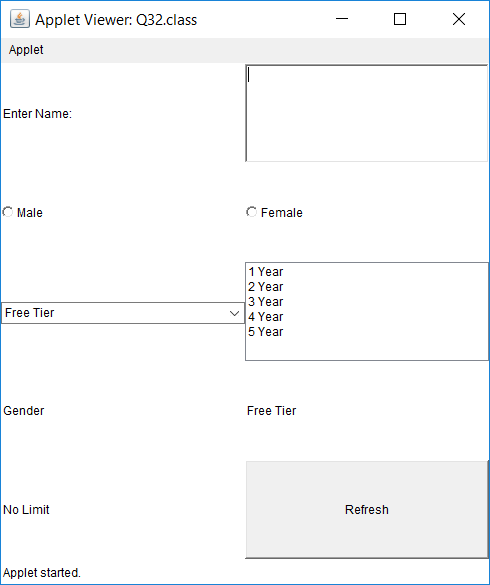 Applet Viewer: Q32.class
Applet
Enter Name:
Male
Female
Free Tier
1 Year
2 Year
3 Year
4 Year
5 Year
Gender
Free Tier
No Limit
Refresh
Applet started.